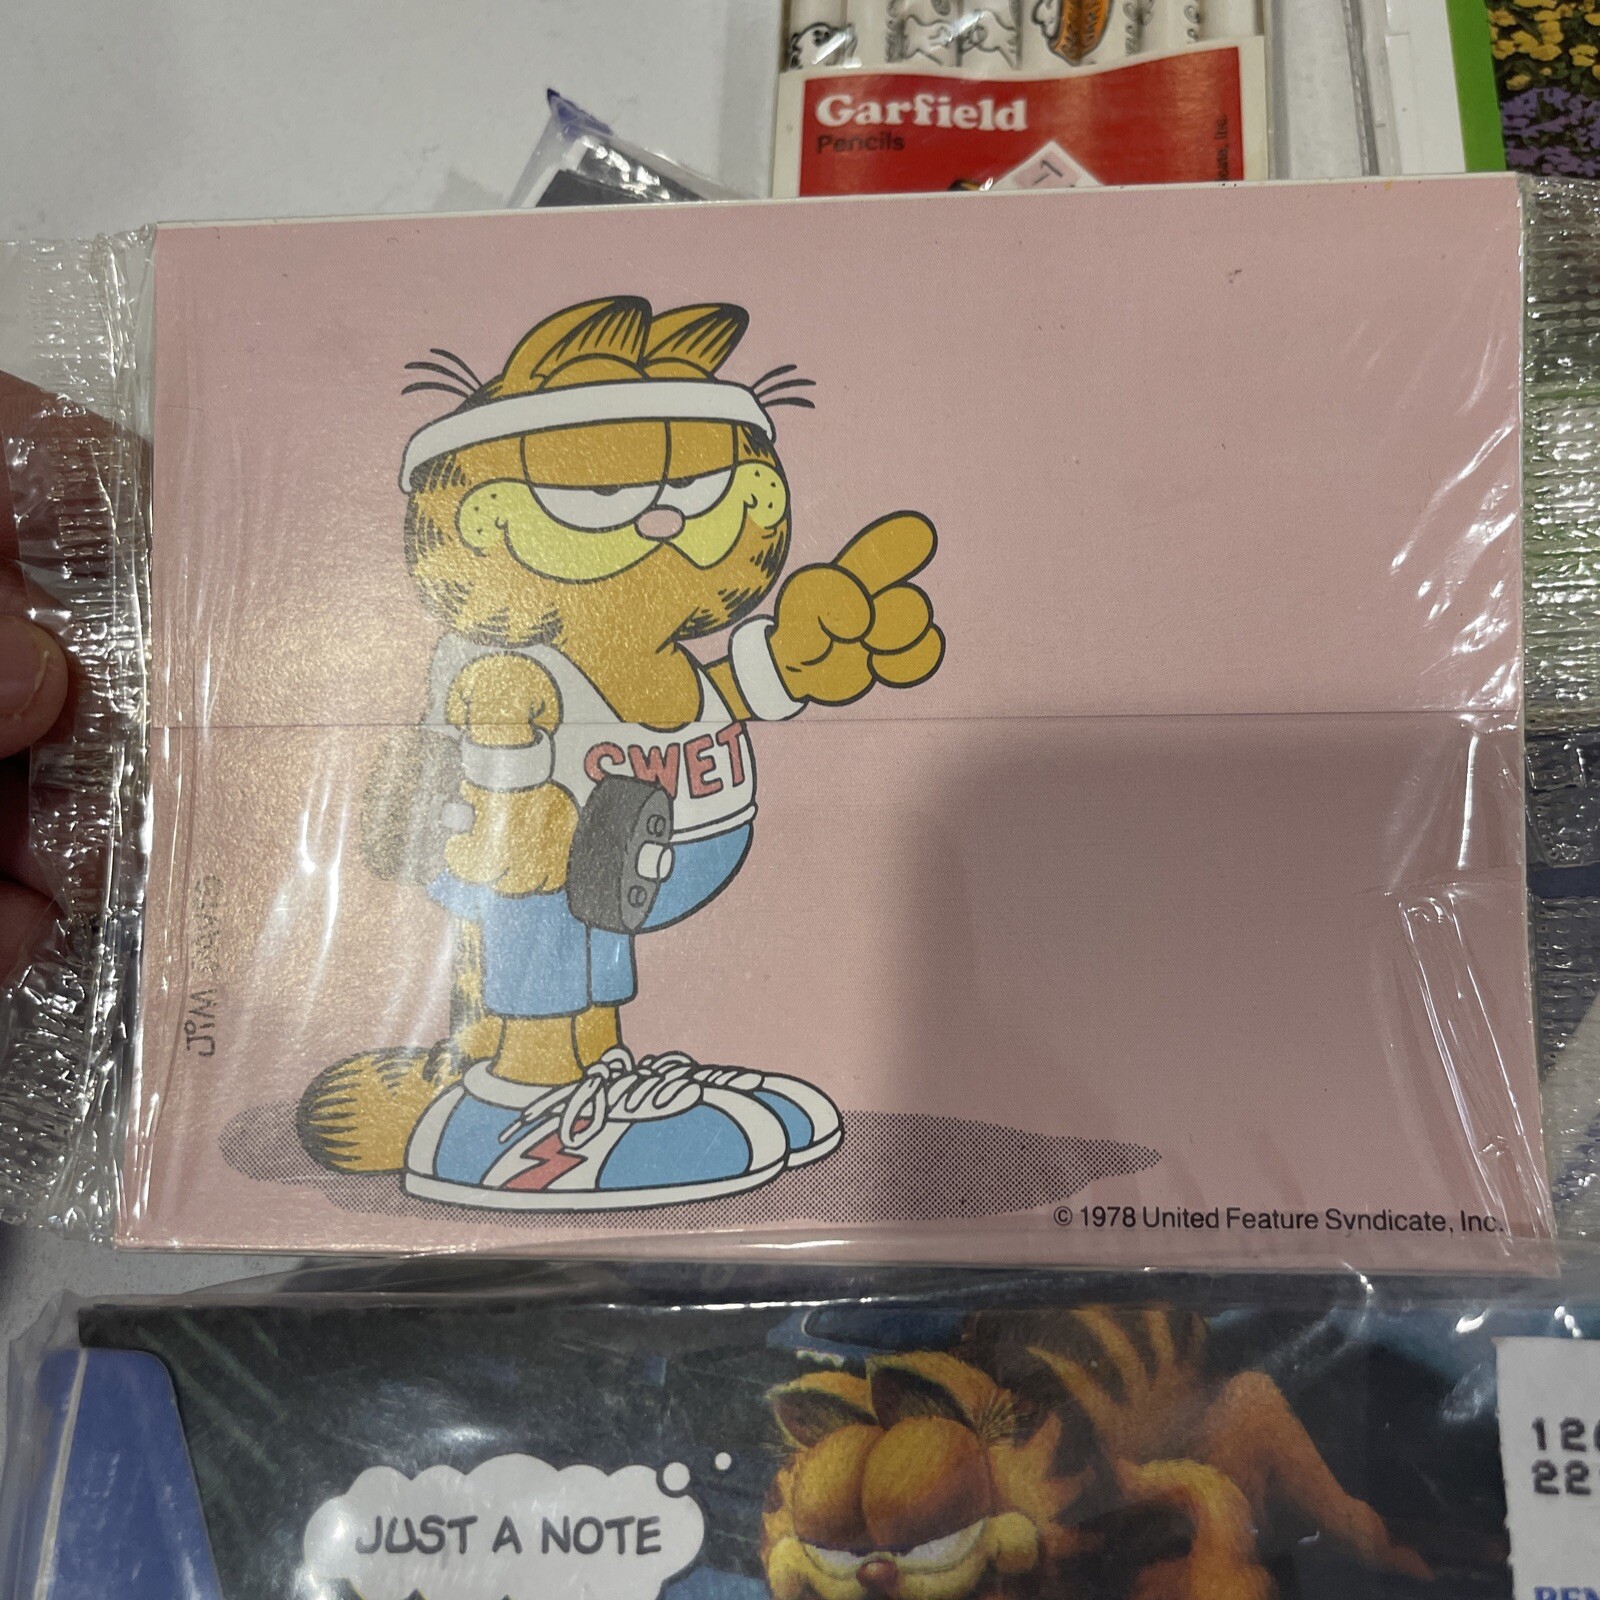 Garfield
Pencils
SWET
JIM DAVIS
© 1978 United Feature Syndicate, Inc.
JUST A NOTE